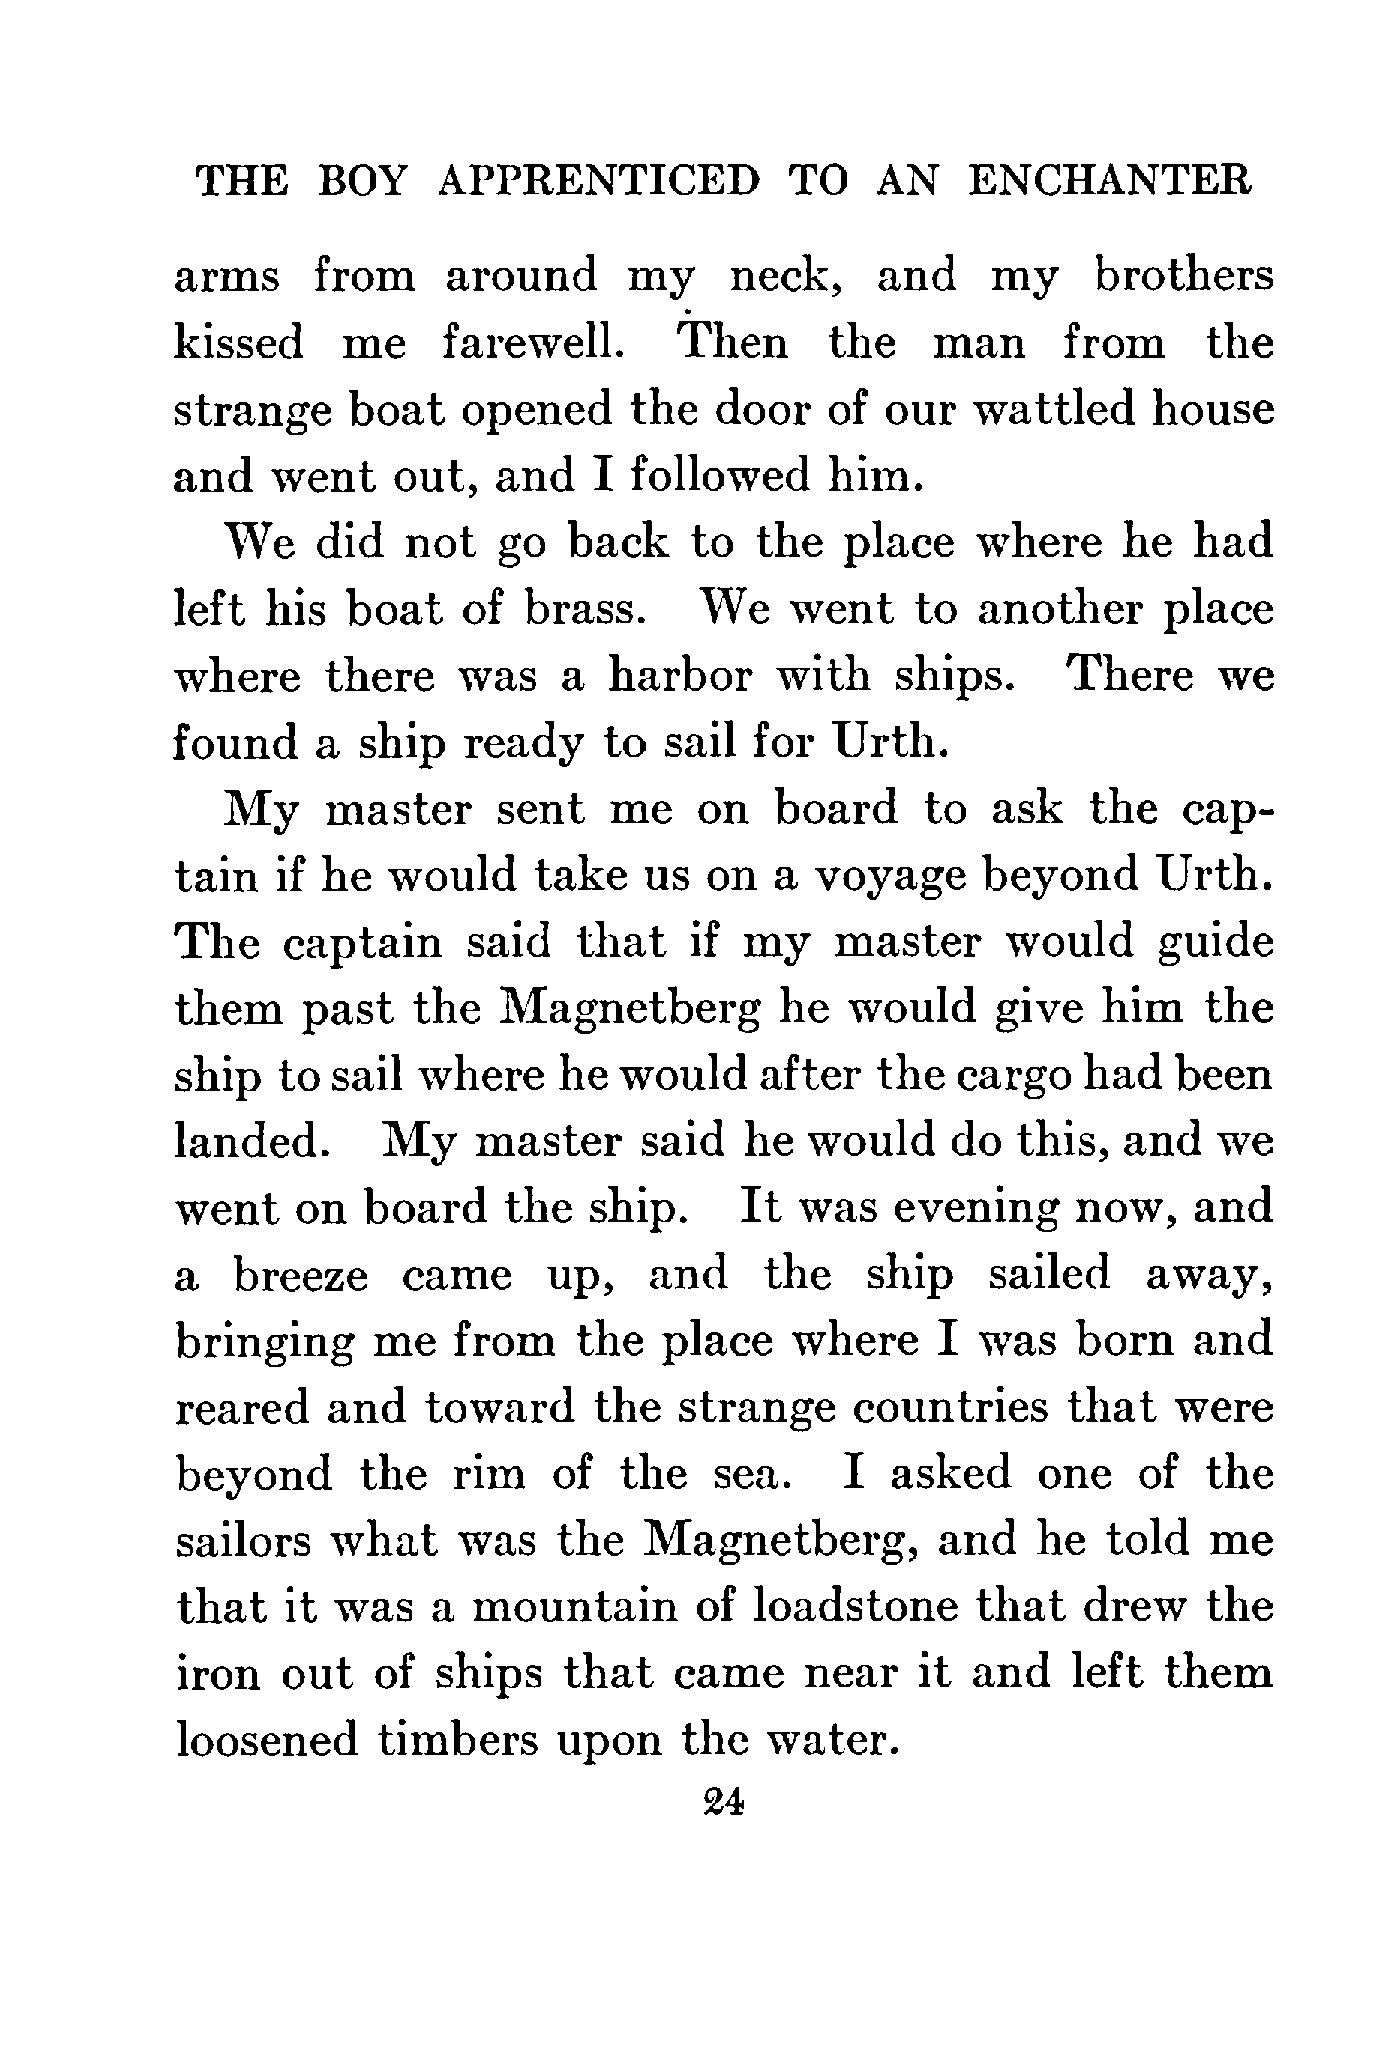 THE BOY APPRENTICED TO AN ENCHANTER
arms from around my neck, and my brothers
kissed me farewell. Then the man from the
strange boat opened the door of our wattled house
and went out, and I followed him.
We did not go back to the place where he had
left his boat of brass. We went to another place
where there was a harbor with ships. There we
found a ship ready to sail for Urth.
My master sent me on board to ask the cap-
tain if he would take us on a voyage beyond Urth.
The captain said that if my master would guide
them past the Magnetberg he would give him the
ship to sail where he would after the cargo had been
landed. My master said he would do this, and we
went on board the ship. It was evening now, and
a breeze came up, and the ship sailed away,
bringing me from the place where I was born and
reared and toward the strange countries that were
beyond the rim of the sea. I asked one of the
sailors what was the Magnetberg, and he told me
that it was a mountain of loadstone that drew the
iron out of ships that came near it and left them
loosened timbers upon the water.
24